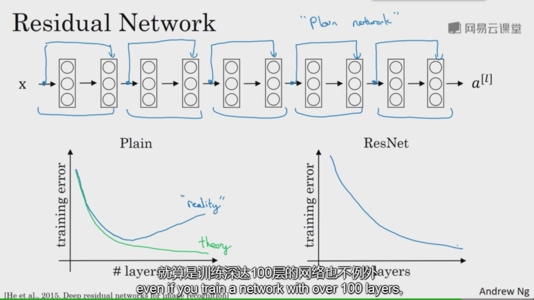 Residual Network
"Plain network"
网易云课堂
x
a[l]
Plain
ResNet
training error
"reality"
theory
# layers
training error
layers
就算是训练深达100层的网络也不例外
even if you train a network with over 100 layers,
[He et al., 2015. Deep residual networks for image recognition]
Andrew Ng